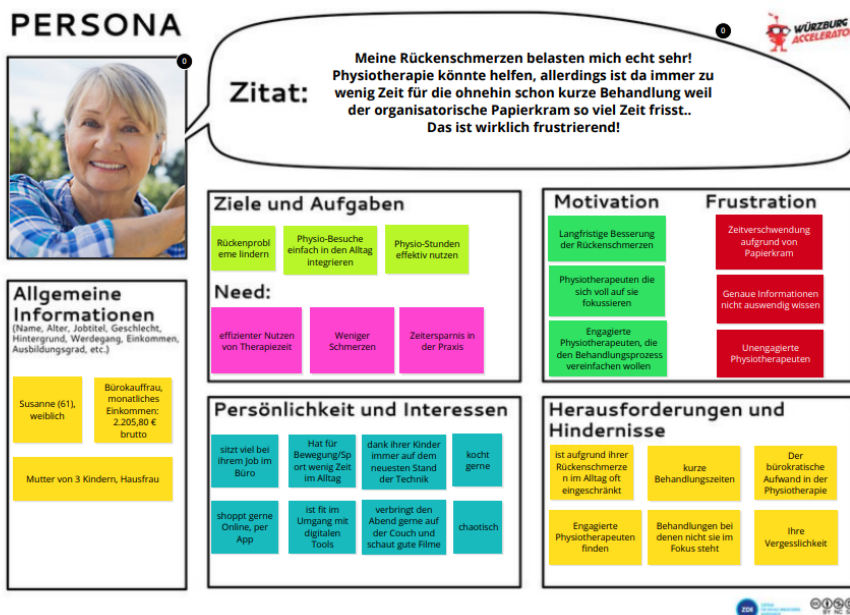 PERSONA
0
0
WÜRZBURG
ACCELERATOR
Zitat:
Meine Rückenschmerzen belasten mich echt sehr!
Physiotherapie könnte helfen, allerdings ist da immer zu
wenig Zeit für die ohnehin schon kurze Behandlung weil
der organisatorische Papierkram so viel Zeit frisst..
Das ist wirklich frustrierend!
Allgemeine
Informationen
(Name, Alter, Jobtitel, Geschlecht,
Hintergrund, Werdegang, Einkommen,
Ausbildungsgrad, etc.)
Susanne (61),
weiblich
Bürokauffrau,
monatliches
Einkommen:
2.205,80 €
brutto
Mutter von 3 Kindern, Hausfrau
Ziele und Aufgaben
Rückenprobl
eme lindern
Physio-Besuche
einfach in den Alltag
integrieren
Physio-Stunden
effektiv nutzen
Need:
effizienter Nutzen
von Therapiezeit
Weniger
Schmerzen
Zeitersparnis in
der Praxis
Motivation
Langfristige Besserung
der Rückenschmerzen
Physiotherapeuten die
sich voll auf sie
fokussieren
Engagierte
Physiotherapeuten, die
den Behandlungsprozess
vereinfachen wollen
Frustration
Zeitverschwendung
aufgrund von
Papierkram
Genaue Informationen
nicht auswendig wissen
Unengagierte
Physiotherapeuten
Persönlichkeit und Interessen
sitzt viel bei
ihrem Job im
Büro
Hat für
Bewegung/Sp
ort wenig Zeit
im Alltag
dank ihrer Kinder
immer auf dem
neuesten Stand
der Technik
kocht
gerne
shoppt gerne
Online, per
App
ist fit im
Umgang mit
digitalen
Tools
verbringt den
Abend gerne auf
der Couch und
schaut gute Filme
chaotisch
Herausforderungen und
Hindernisse
ist aufgrund ihrer
Rückenschmerze
n im Alltag oft
eingeschränkt
kurze
Behandlungszeiten
Der
bürokratische
Aufwand in der
Physiotherapie
Engagierte
Physiotherapeuten
finden
Behandlungen bei
denen nicht sie im
Fokus steht
Ihre
Vergesslichkeit
ZDI